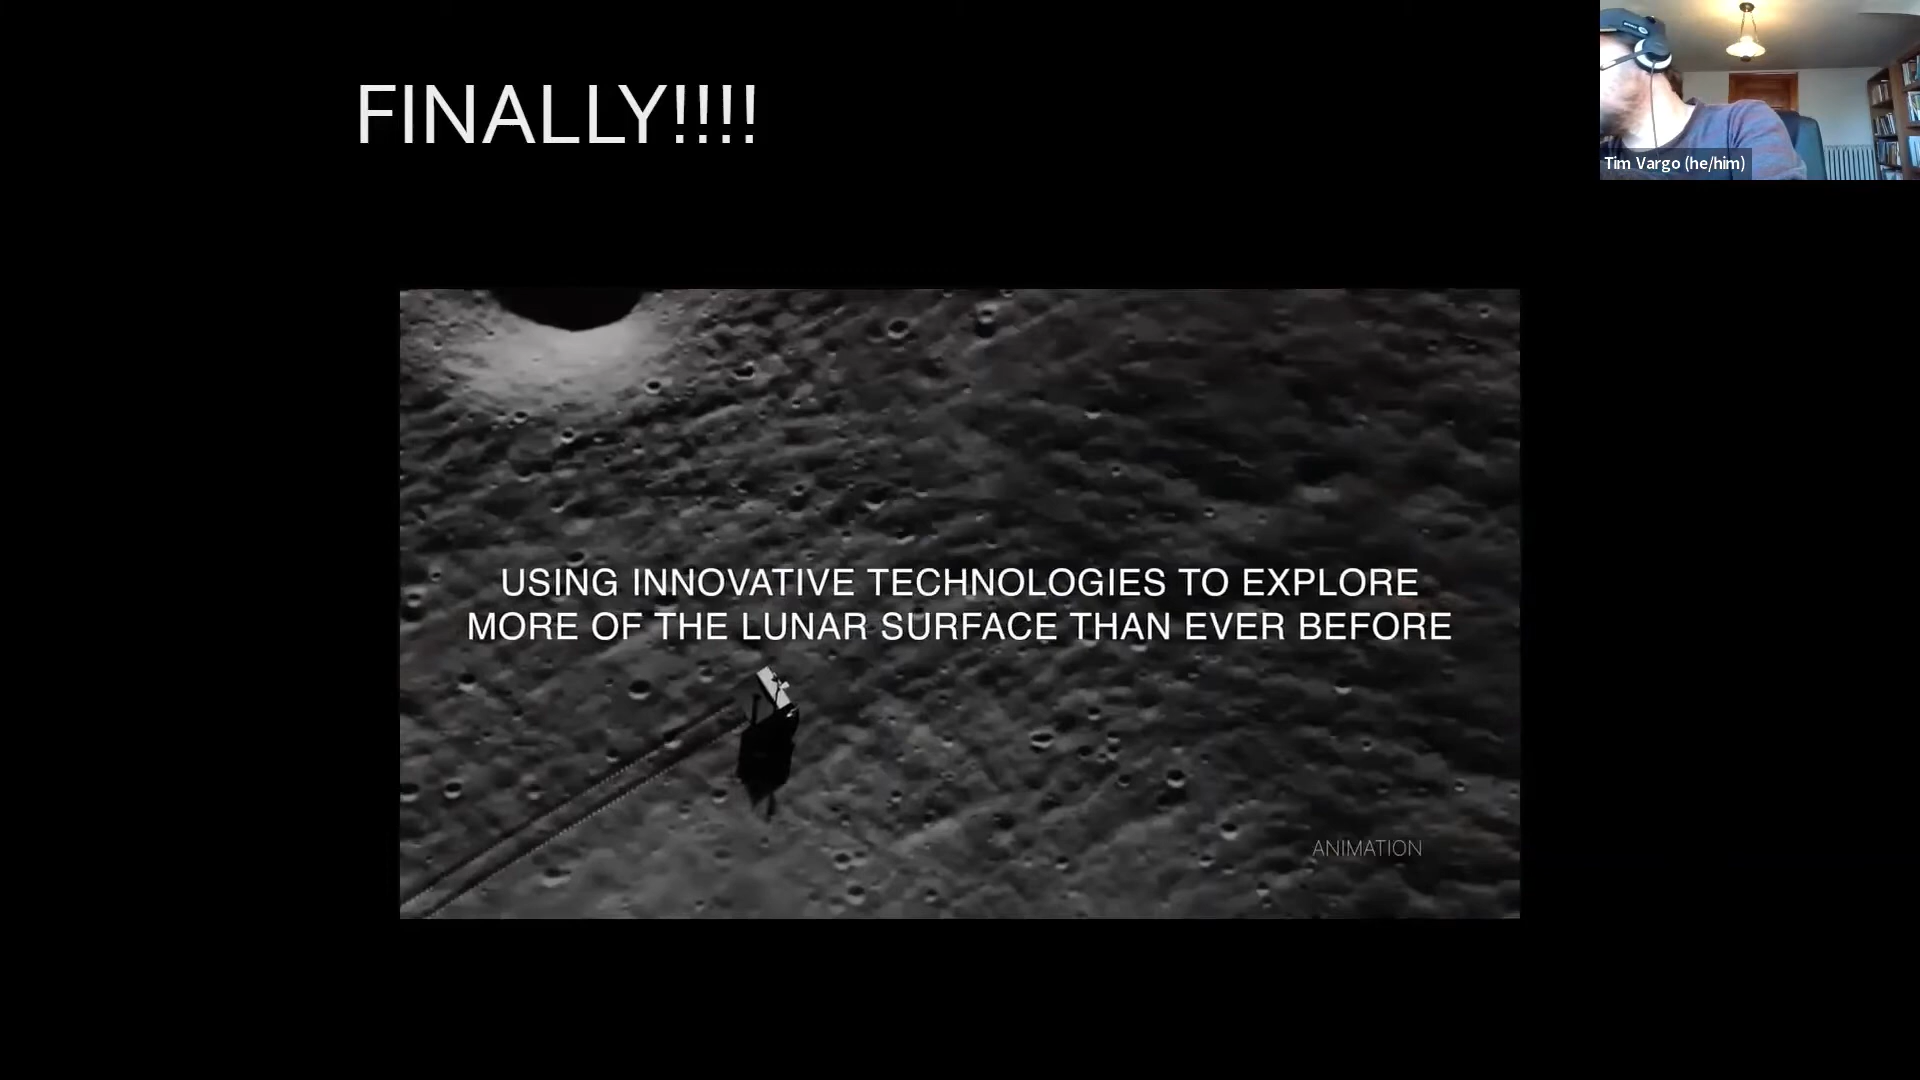 FINALLY!!!!
Tim Vargo (he/him)
USING INNOVATIVE TECHNOLOGIES TO EXPLORE
MORE OF THE LUNAR SURFACE THAN EVER BEFORE
ANIMATION